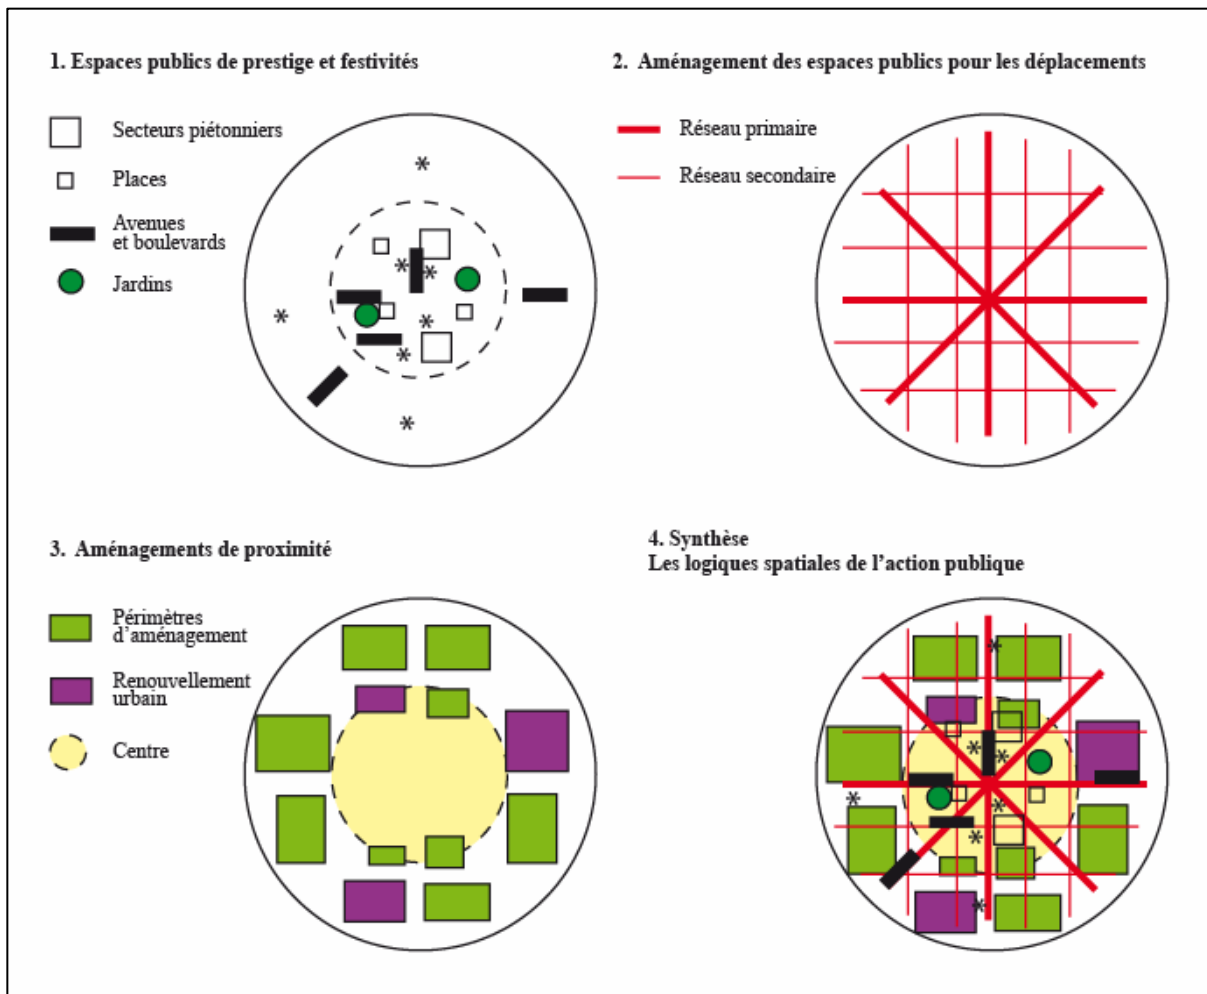 1. Espaces publics de prestige et festivités
Secteurs piétonniers
Places
Avenues
et boulevards
Jardins
2. Aménagement des espaces publics pour les déplacements
Réseau primaire
Réseau secondaire
3. Aménagements de proximité
Périmètres
d’aménagement
Renouvellement
urbain
Centre
4. Synthèse
Les logiques spatiales de l’action publique